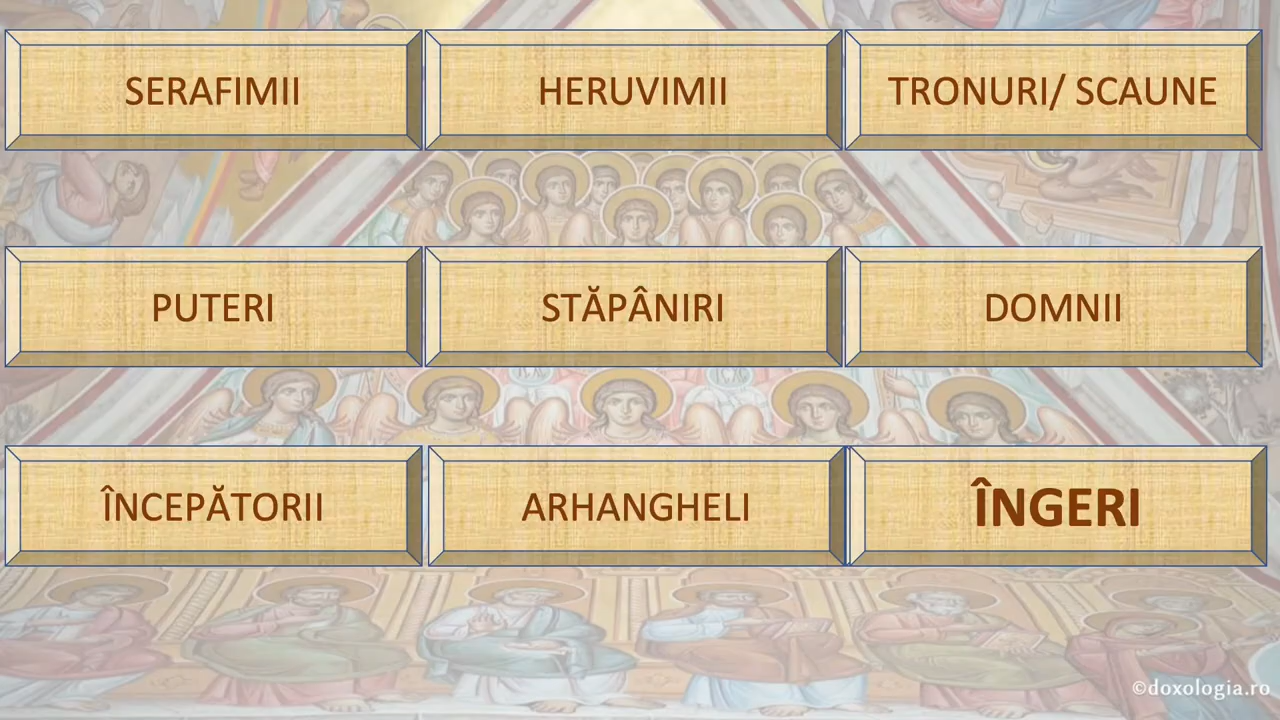 SERAFIMII
HERUVIMII
TRONURI/ SCAUNE
PUTERI
STĂPÂNIRI
DOMNII
ÎNCEPĂTORII
ARHANGHELI
ÎNGERI
©doxologia.ro